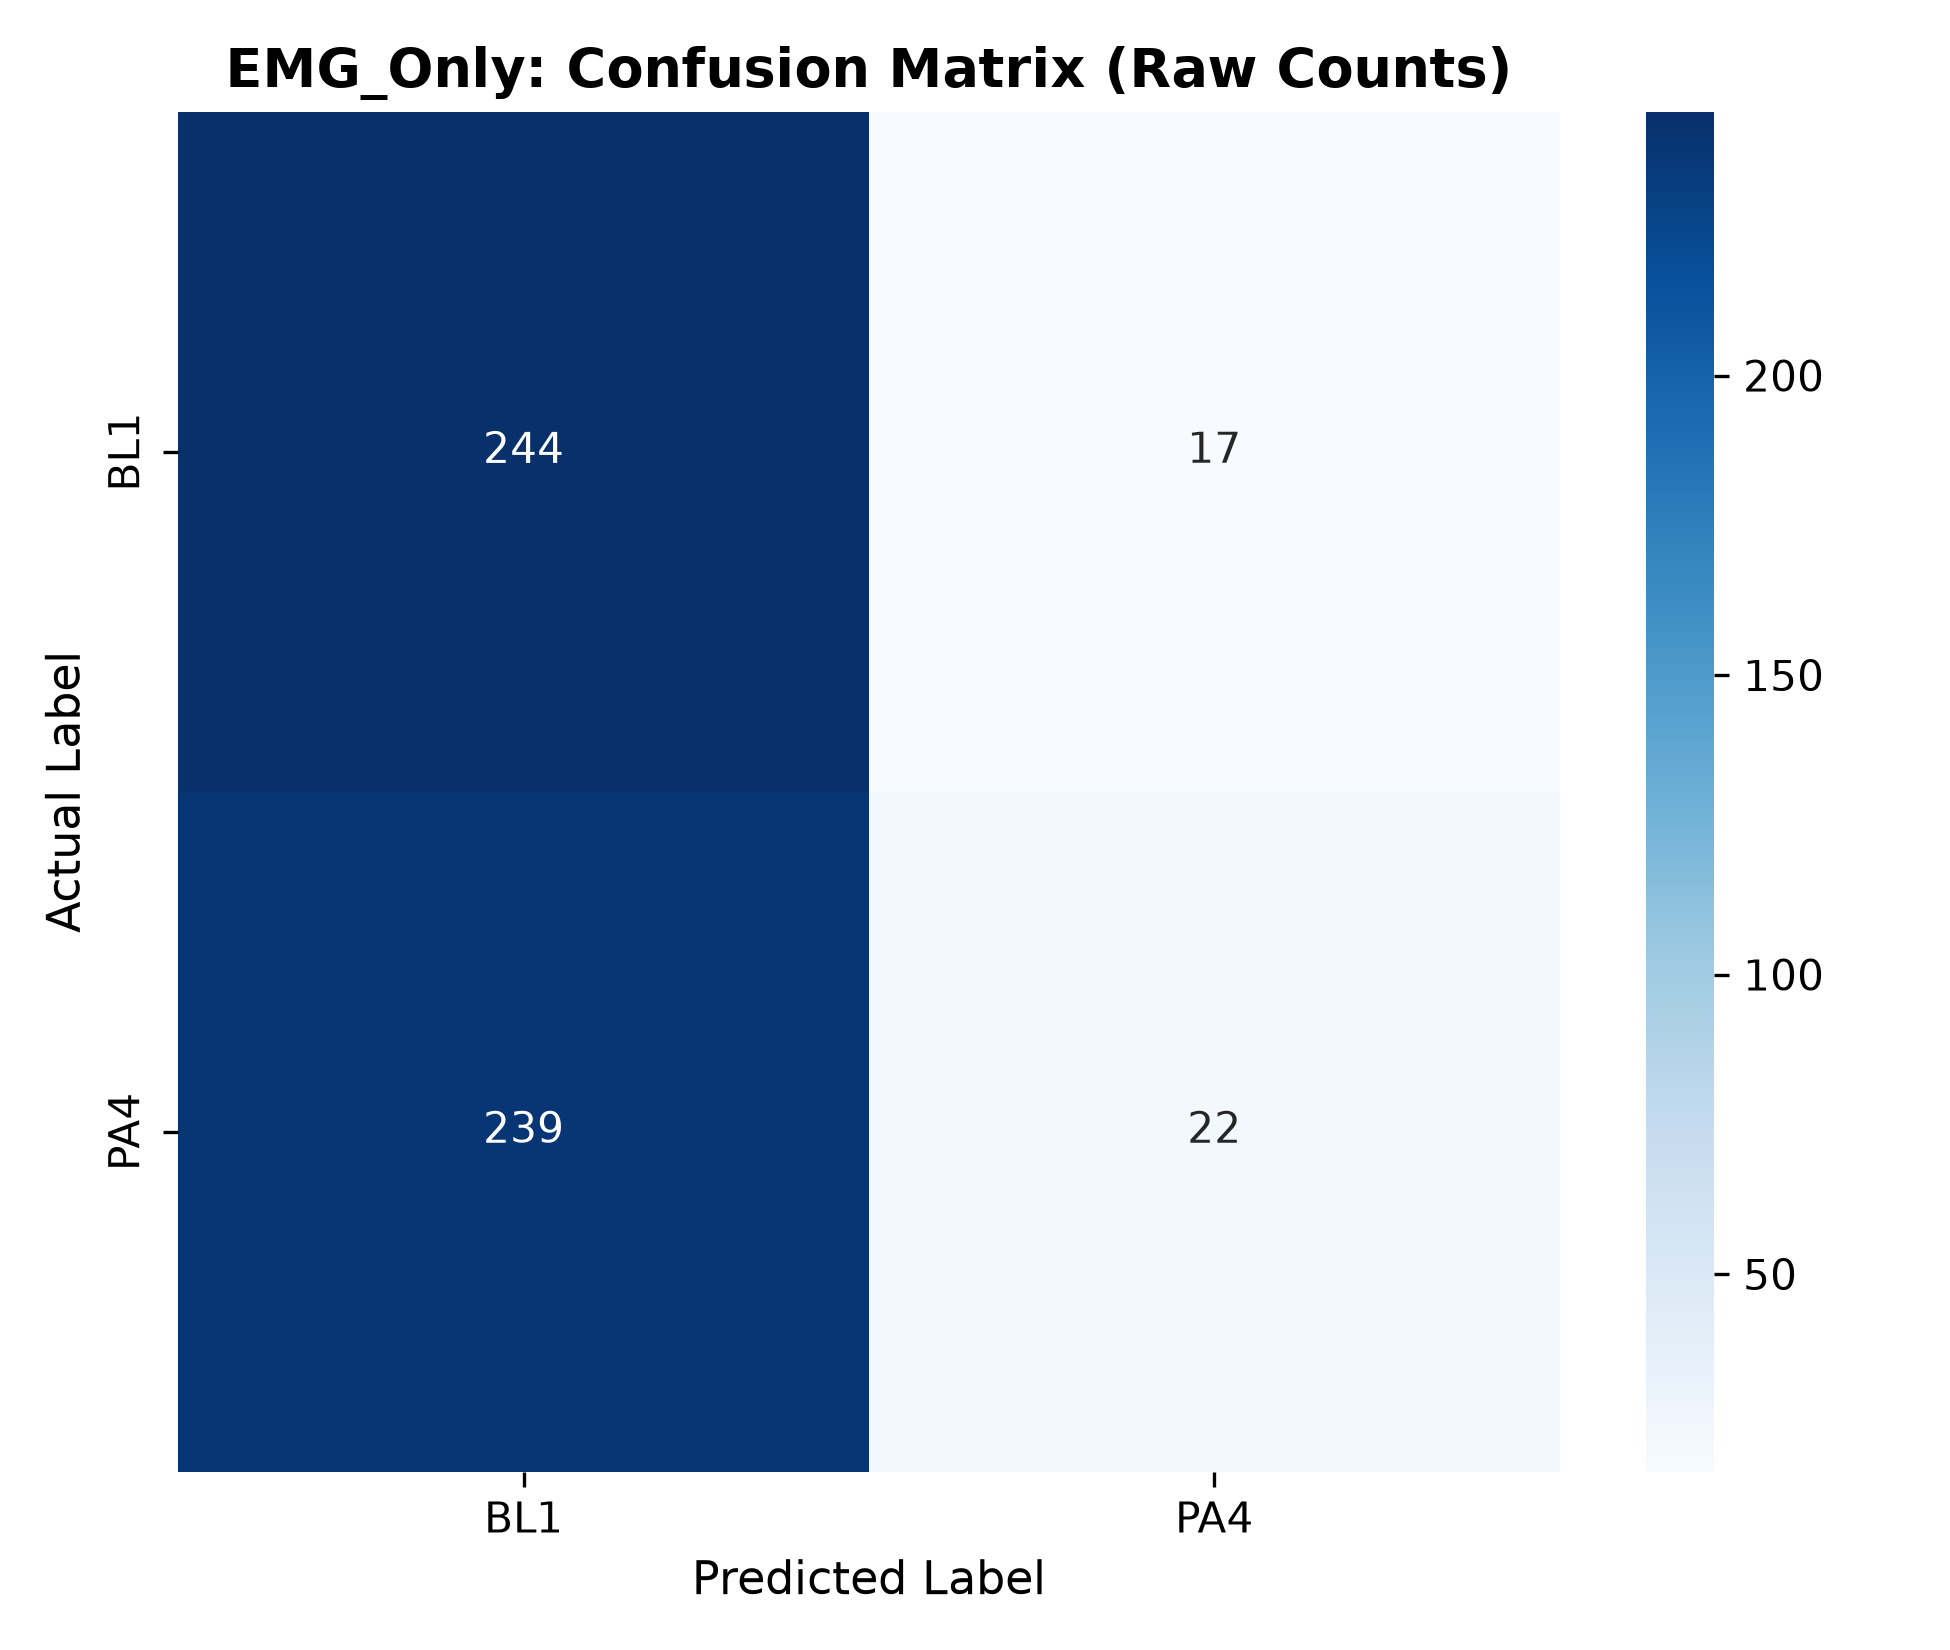 EMG_Only: Confusion Matrix (Raw Counts)
Actual Label
BL1
244
17
PA4
239
22
BL1
PA4
Predicted Label
200
150
100
50